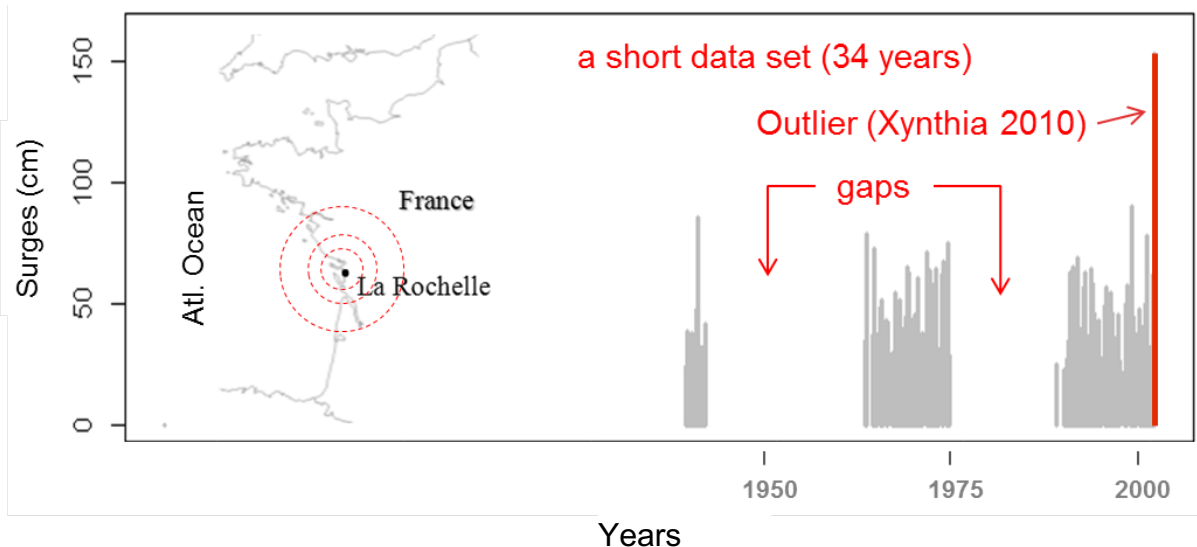 a short data set (34 years)
Outlier (Xynthia 2010)
gaps
France
La Rochelle
Atl. Ocean
Surges (cm)
150
100
50
0
1950
1975
2000
Years